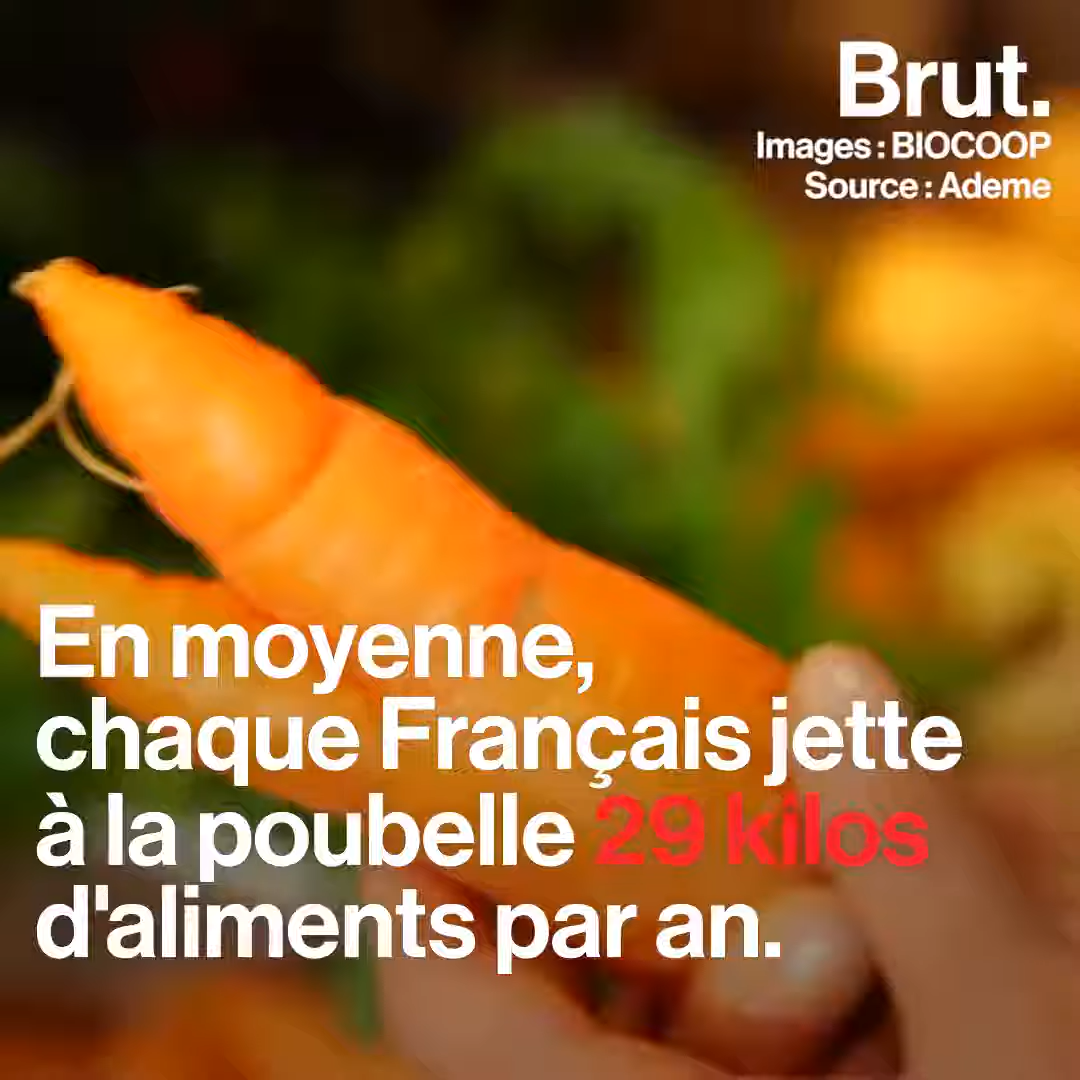 Brut.
Images : BIOCOOP
Source : Ademe
En moyenne,
chaque Français jette
à la poubelle 29 kilos
d'aliments par an.